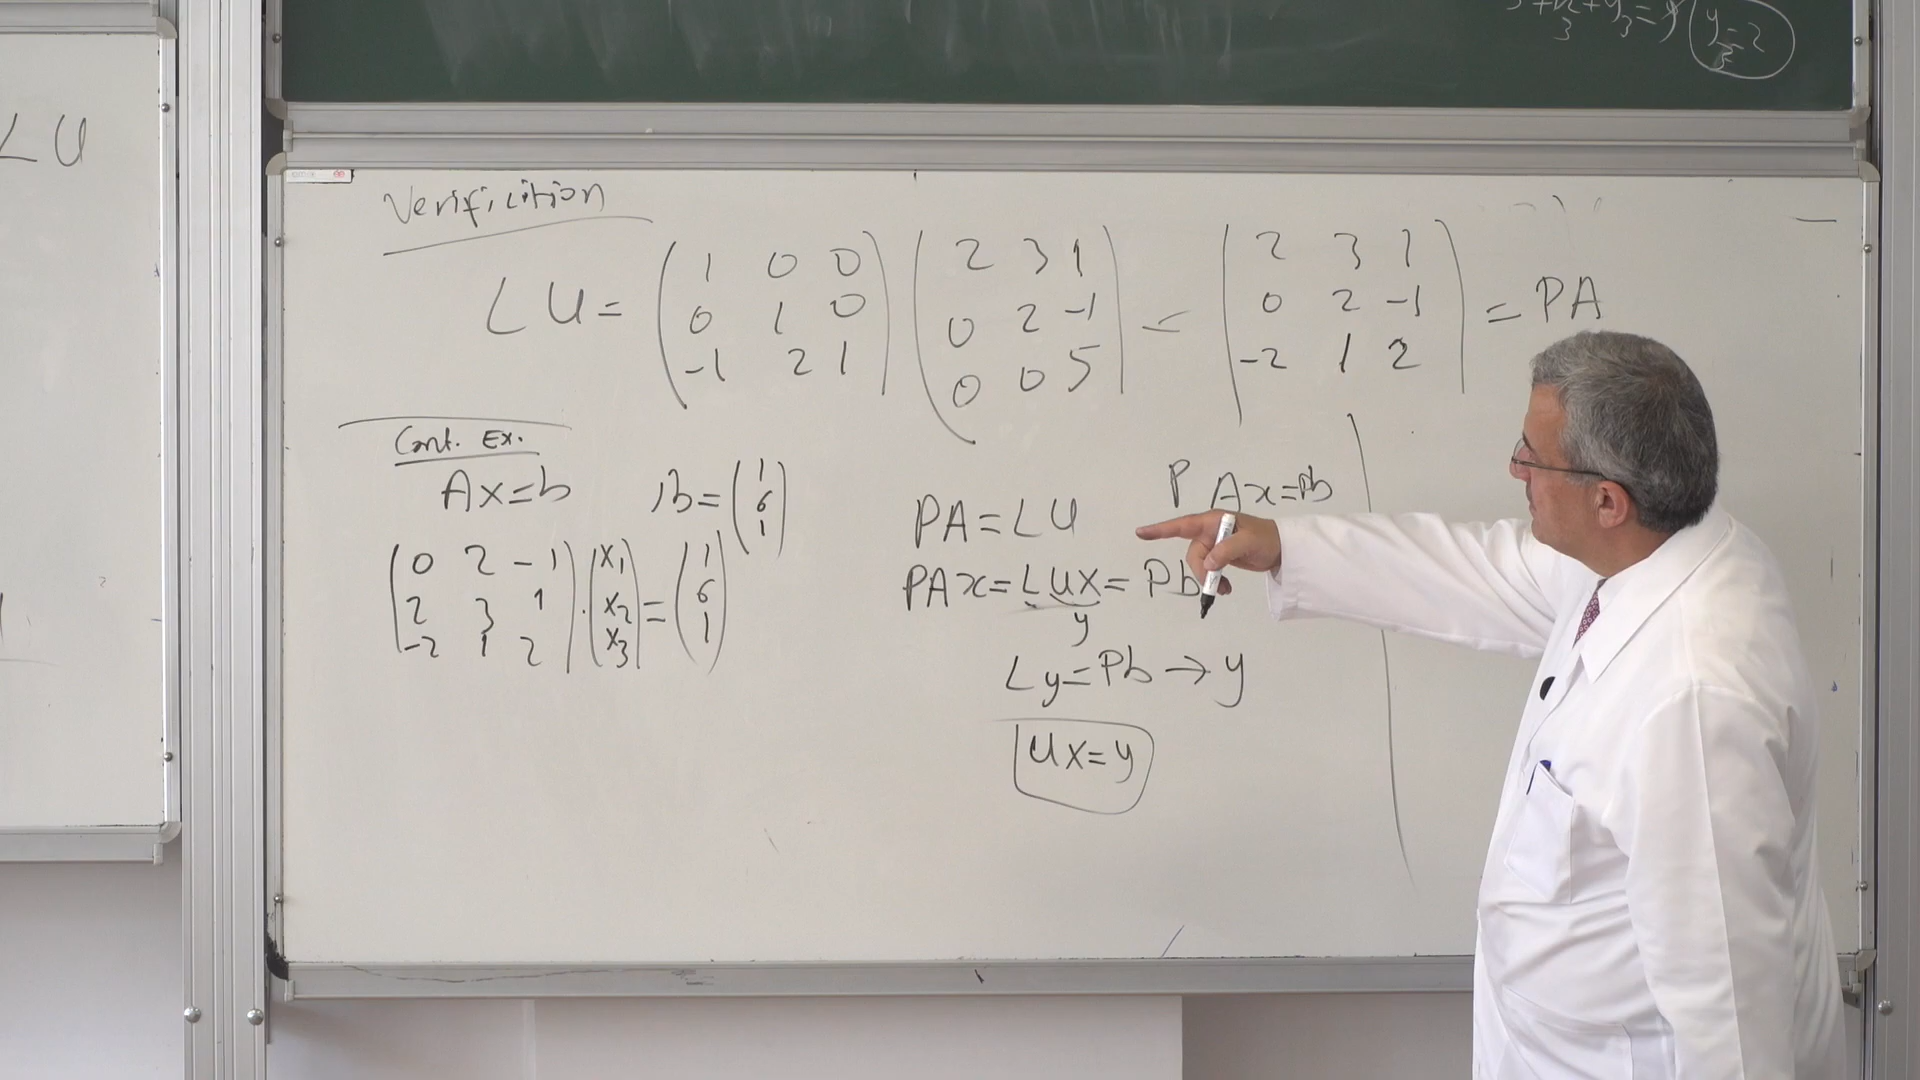 LU
y₃=2
Verificition
LU = (1 0 0; 0 1 0; -1 2 1) (2 3 1; 0 2 -1; 0 0 5) = (2 3 1; 0 2 -1; -2 1 2) = PA
Cont. Ex.
Ax=b b=(1; 6; 1)
(0 2 -1; 2 3 1; -2 1 2) · (x₁; x₂; x₃) = (1; 6; 1)
P Ax=Pb
PA=LU
PAx=LUx=Pb
y
Ly=Pb→y
Ux=y